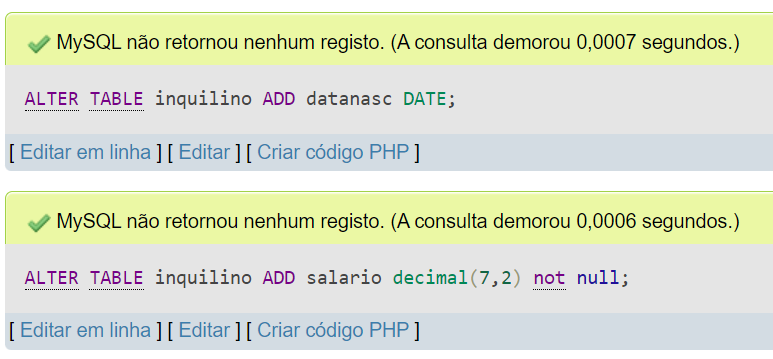 MySQL não retornou nenhum registo. (A consulta demorou 0,0007 segundos.)
ALTER TABLE inquilino ADD datanasc DATE;
[ Editar em linha ] [ Editar ] [ Criar código PHP ]
MySQL não retornou nenhum registo. (A consulta demorou 0,0006 segundos.)
ALTER TABLE inquilino ADD salario decimal(7,2) not null;
[ Editar em linha ] [ Editar ] [ Criar código PHP ]